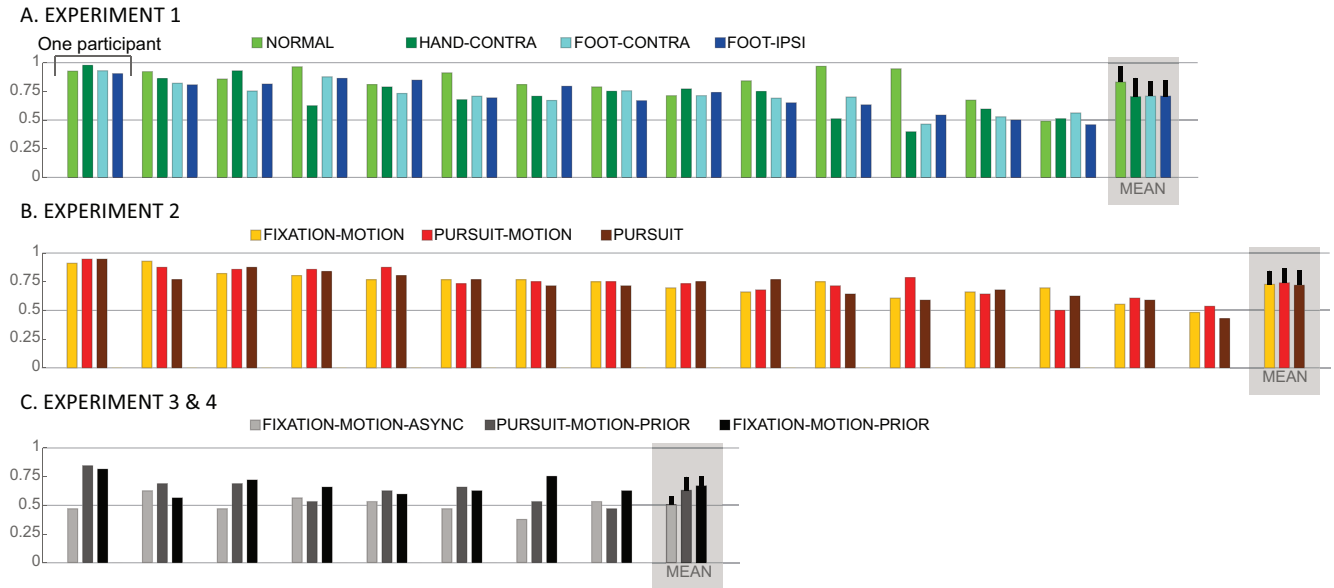 A. EXPERIMENT 1
One participant
NORMAL HAND-CONTRA FOOT-CONTRA FOOT-IPSI
1
0.75
0.5
0.25
0
MEAN
B. EXPERIMENT 2
FIXATION-MOTION PURSUIT-MOTION PURSUIT
1
0.75
0.5
0.25
0
MEAN
C. EXPERIMENT 3 & 4
FIXATION-MOTION-ASYNC PURSUIT-MOTION-PRIOR FIXATION-MOTION-PRIOR
1
0.75
0.5
0.25
0
MEAN